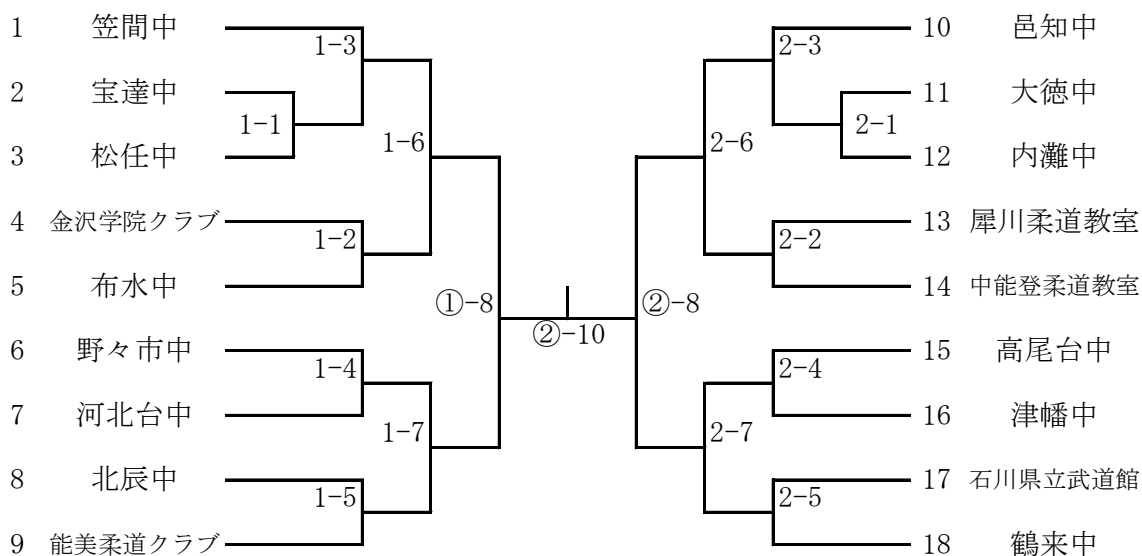 1 笠間中
1-3
2 宝達中
1-1
3 松任中
1-6
4 金沢学院クラブ
1-2
5 布水中
①-8
6 野々市中
1-4
7 河北台中
1-7
8 北辰中
1-5
9 能美柔道クラブ
②-10
10 邑知中
2-3
11 大徳中
2-1
12 内灘中
2-6
13 犀川柔道教室
2-2
14 中能登柔道教室
②-8
15 高尾台中
2-4
16 津幡中
2-7
17 石川県立武道館
2-5
18 鶴来中